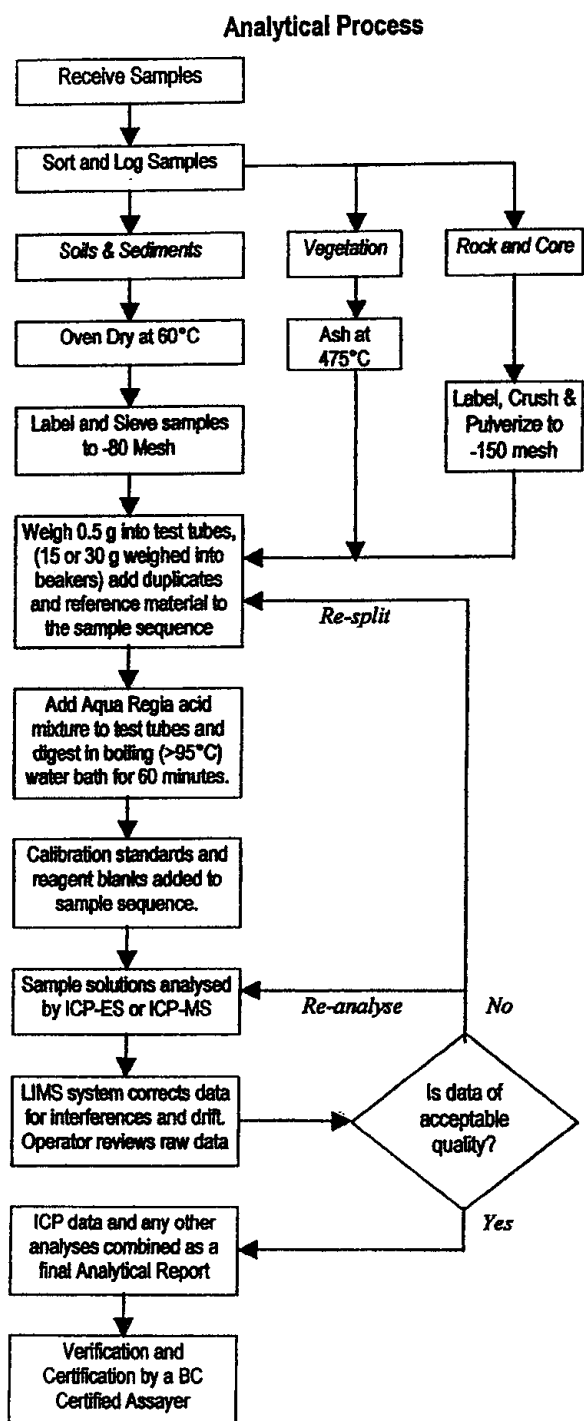 Analytical Process
Receive Samples
Sort and Log Samples
Soils & Sediments
Vegetation
Rock and Core
Oven Dry at 60°C
Ash at
475°C
Label and Sieve samples
to -80 Mesh
Label, Crush &
Pulverize to
-150 mesh
Weigh 0.5 g into test tubes,
(15 or 30 g weighed into
beakers) add duplicates
and reference material to
the sample sequence
Re-split
Add Aqua Regia acid
mixture to test tubes and
digest in boiling (>95°C)
water bath for 60 minutes.
Calibration standards and
reagent blanks added to
sample sequence.
Sample solutions analysed
by ICP-ES or ICP-MS
Re-analyse
No
LIMS system corrects data
for interferences and drift.
Operator reviews raw data
Is data of
acceptable
quality?
Yes
ICP data and any other
analyses combined as a
final Analytical Report
Verification and
Certification by a BC
Certified Assayer